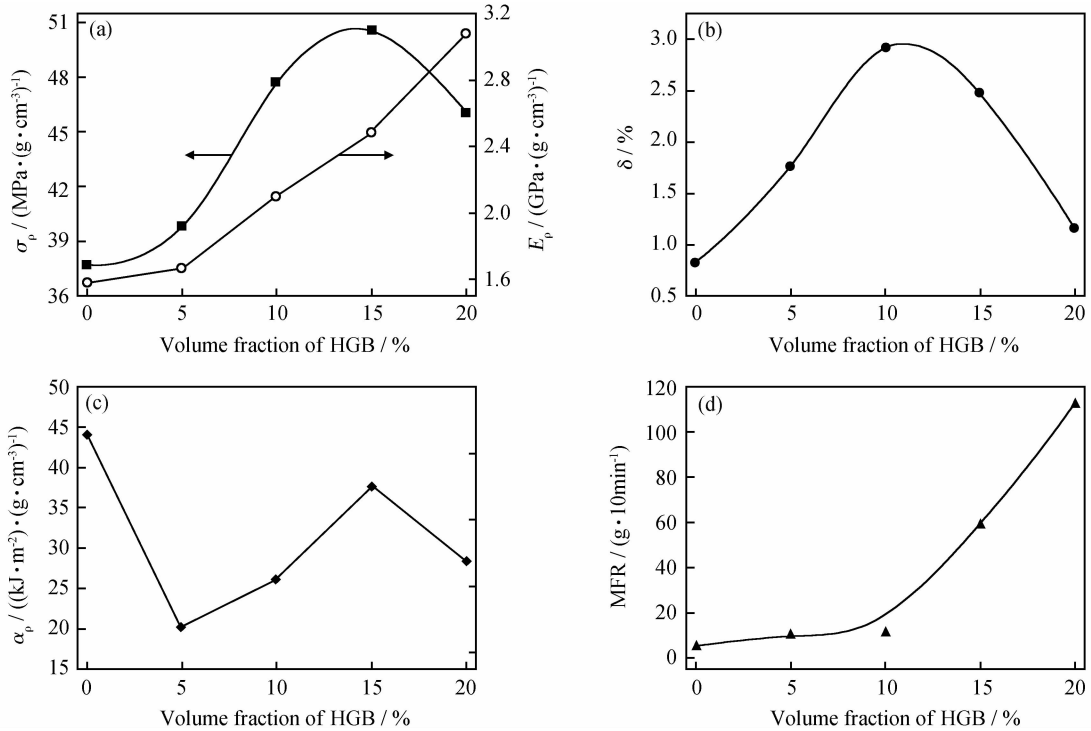 (a)
51
48
45
42
39
36
σρ / (MPa•(g•cm-3)-1)
3.2
2.8
2.4
2.0
1.6
Eρ / (GPa•(g•cm-3)-1)
0 5 10 15 20
Volume fraction of HGB / %
(b)
3.0
2.5
2.0
1.5
1.0
0.5
δ / %
0 5 10 15 20
Volume fraction of HGB / %
(c)
50
45
40
35
30
25
20
15
αρ / ((kJ•m-2)•(g•cm-3)-1)
0 5 10 15 20
Volume fraction of HGB / %
(d)
120
100
80
60
40
20
0
MFR / (g•10min-1)
0 5 10 15 20
Volume fraction of HGB / %